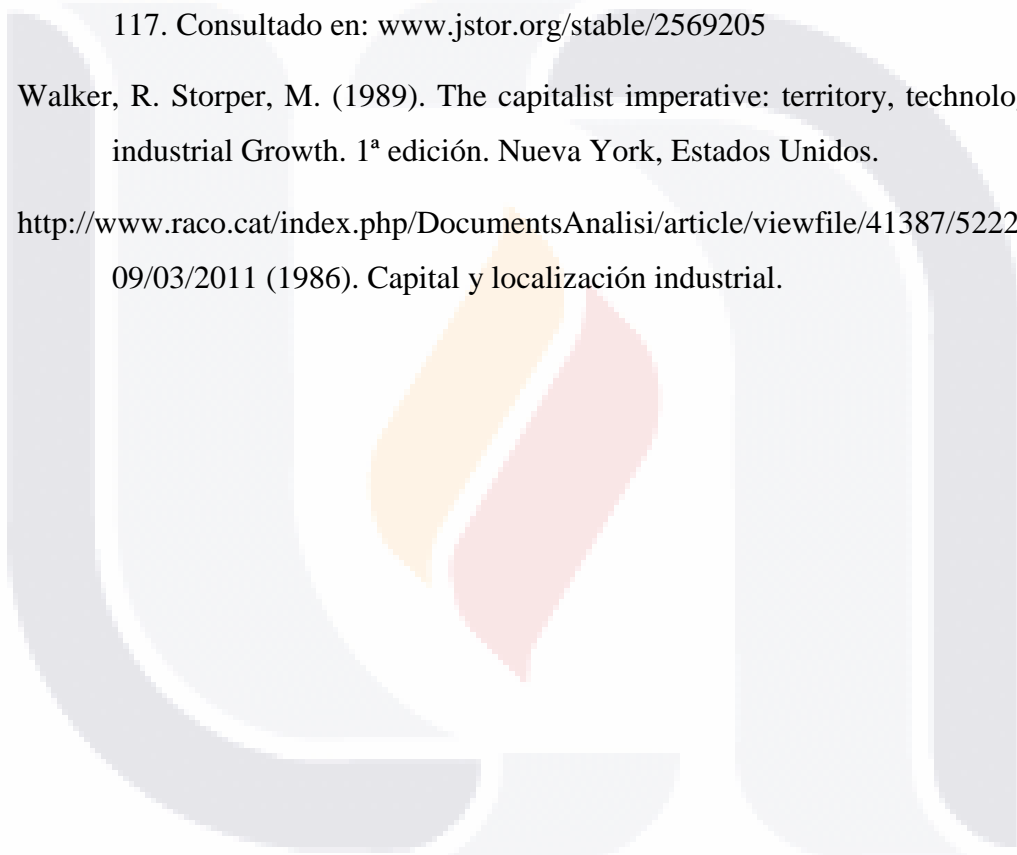 117. Consultado en: www.jstor.org/stable/2569205
Walker, R. Storper, M. (1989). The capitalist imperative: territory, technolo
industrial Growth. 1ª edición. Nueva York, Estados Unidos.
http://www.raco.cat/index.php/DocumentsAnalisi/article/viewfile/41387/5222
09/03/2011 (1986). Capital y localización industrial.